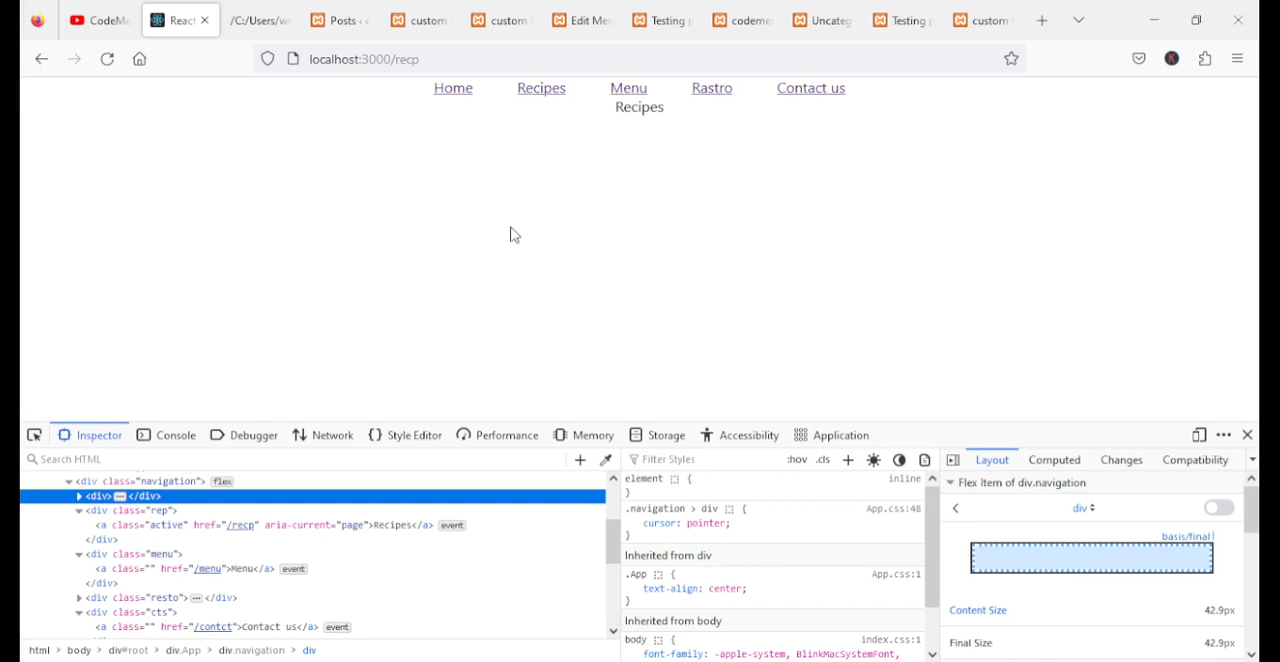 CodeMe
React
/C:/Users/we
Posts ‹ c
custom
custom
Edit Me
Testing p
codeme
Uncateg
Testing p
custom
localhost:3000/recp
K
Home Recipes Menu Rastro Contact us
Recipes
Inspector Console Debugger Network Style Editor Performance Memory Storage Accessibility Application
Search HTML
Filter Styles :hov .cls
Layout Computed Changes Compatibility
<div class="navigation"> flex
<div> ⋯ </div>
<div class="rep">
<a class="active" href="/recp" aria-current="page">Recipes</a> event
</div>
<div class="menu">
<a class="" href="/menu">Menu</a> event
</div>
<div class="resto"> ⋯ </div>
<div class="cts">
<a class="" href="/contct">Contact us</a> event
html > body > div#root > div.App > div.navigation > div
element { inline
}
.navigation > div { App.css:48
cursor: pointer;
}
Inherited from div
.App { App.css:1
text-align: center;
}
Inherited from body
body { index.css:1
font-family: -apple-system, BlinkMacSystemFont,
Flex Item of div.navigation
div
basis/final
Content Size 42.9px
Final Size 42.9px